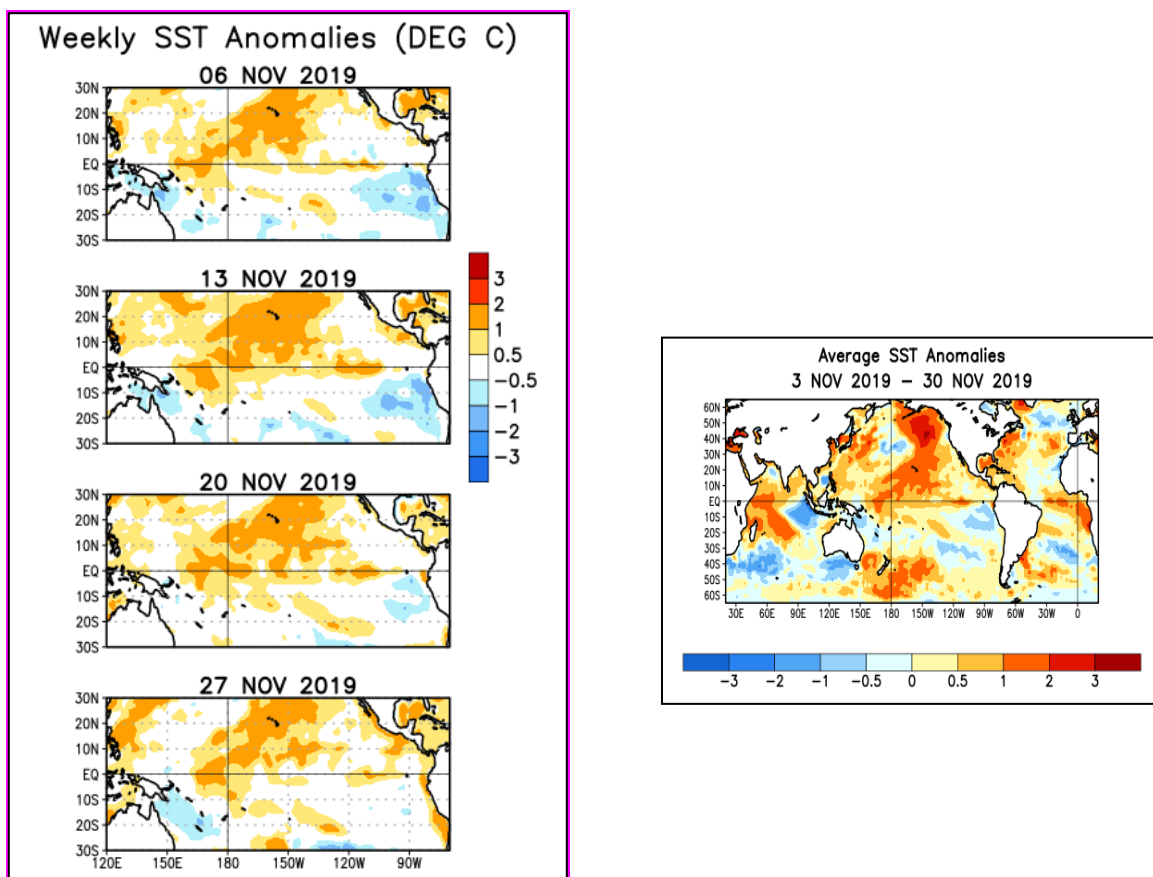 Weekly SST Anomalies (DEG C)
06 NOV 2019
30N
20N
10N
EQ
10S
20S
30S
13 NOV 2019
30N
20N
10N
EQ
10S
20S
30S
20 NOV 2019
30N
20N
10N
EQ
10S
20S
30S
27 NOV 2019
30N
20N
10N
EQ
10S
20S
30S
120E 150E 180 150W 120W 90W
3
2
1
0.5
-0.5
-1
-2
-3
Average SST Anomalies
3 NOV 2019 – 30 NOV 2019
60N
50N
40N
30N
20N
10N
EQ
10S
20S
30S
40S
50S
60S
30E 60E 90E 120E 150E 180 150W 120W 90W 60W 30W 0
-3 -2 -1 -0.5 0 0.5 1 2 3